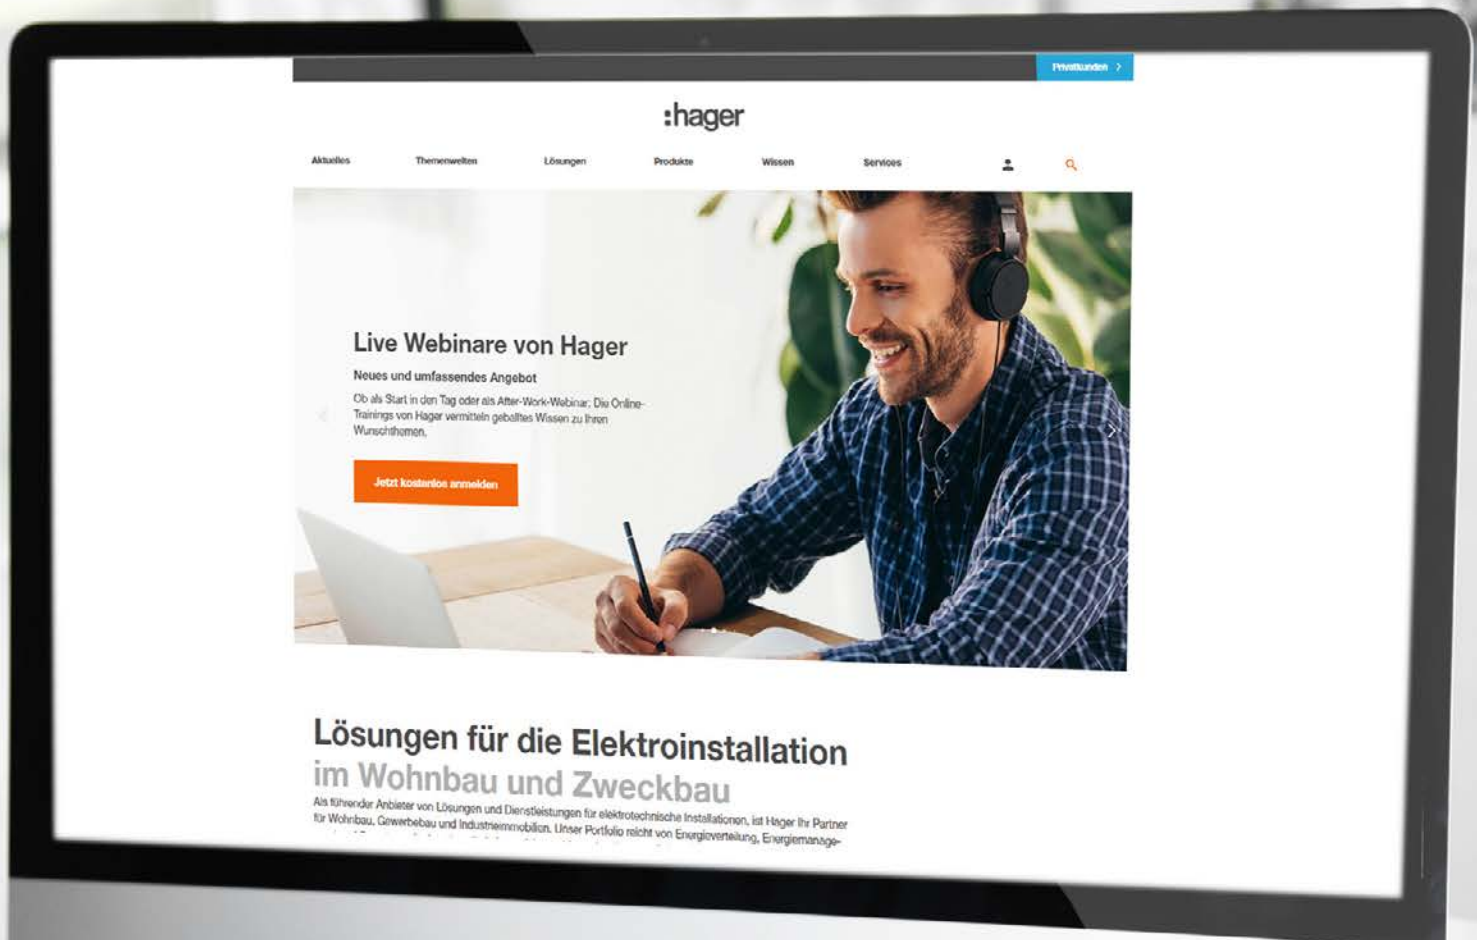 Privatkunden
:hager
Aktuelles Themenwelten Lösungen Produkte Wissen Services
Live Webinare von Hager
Neues und umfassendes Angebot
Ob als Start in den Tag oder als After-Work-Webinar: Die Online-
Trainings von Hager vermitteln geballtes Wissen zu Ihren
Wunschthemen.
Jetzt kostenlos anmelden
Lösungen für die Elektroinstallation
im Wohnbau und Zweckbau
Als führender Anbieter von Lösungen und Dienstleistungen für elektrotechnische Installationen, ist Hager Ihr Partner
für Wohnbau, Gewerbebau und Industrieimmobilien. Unser Portfolio reicht von Energieverteilung, Energiemanage-